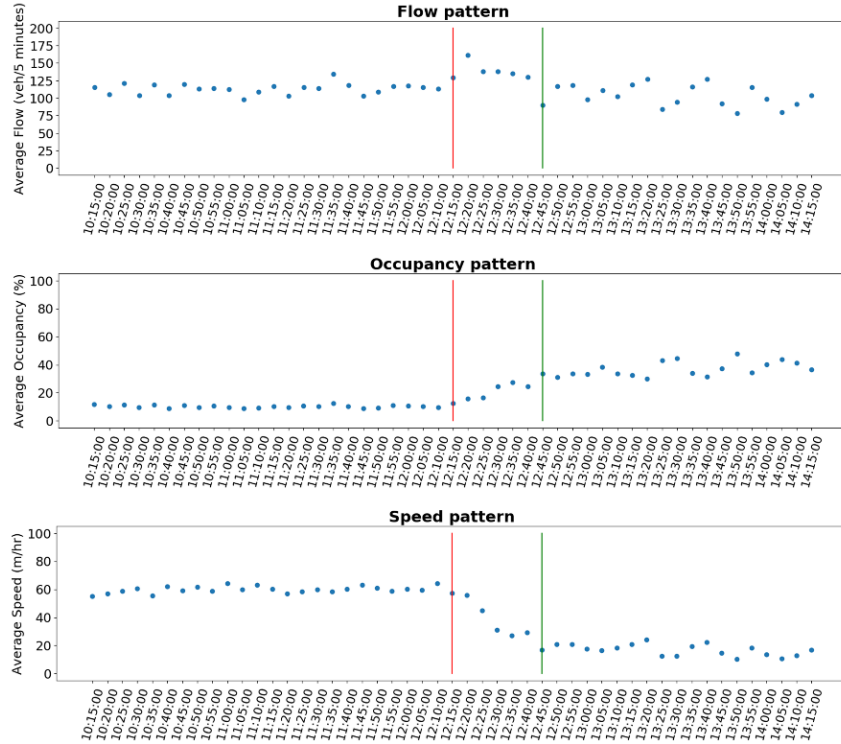 Flow pattern
Average Flow (veh/5 minutes)
200
175
150
125
100
75
50
25
0
10:15:00 10:20:00 10:25:00 10:30:00 10:35:00 10:40:00 10:45:00 10:50:00 10:55:00 11:00:00 11:05:00 11:10:00 11:15:00 11:20:00 11:25:00 11:30:00 11:35:00 11:40:00 11:45:00 11:50:00 11:55:00 12:00:00 12:05:00 12:10:00 12:15:00 12:20:00 12:25:00 12:30:00 12:35:00 12:40:00 12:45:00 12:50:00 12:55:00 13:00:00 13:05:00 13:10:00 13:15:00 13:20:00 13:25:00 13:30:00 13:35:00 13:40:00 13:45:00 13:50:00 13:55:00 14:00:00 14:05:00 14:10:00 14:15:00
Occupancy pattern
Average Occupancy (%)
100
80
60
40
20
0
10:15:00 10:20:00 10:25:00 10:30:00 10:35:00 10:40:00 10:45:00 10:50:00 10:55:00 11:00:00 11:05:00 11:10:00 11:15:00 11:20:00 11:25:00 11:30:00 11:35:00 11:40:00 11:45:00 11:50:00 11:55:00 12:00:00 12:05:00 12:10:00 12:15:00 12:20:00 12:25:00 12:30:00 12:35:00 12:40:00 12:45:00 12:50:00 12:55:00 13:00:00 13:05:00 13:10:00 13:15:00 13:20:00 13:25:00 13:30:00 13:35:00 13:40:00 13:45:00 13:50:00 13:55:00 14:00:00 14:05:00 14:10:00 14:15:00
Speed pattern
Average Speed (m/hr)
100
80
60
40
20
0
10:15:00 10:20:00 10:25:00 10:30:00 10:35:00 10:40:00 10:45:00 10:50:00 10:55:00 11:00:00 11:05:00 11:10:00 11:15:00 11:20:00 11:25:00 11:30:00 11:35:00 11:40:00 11:45:00 11:50:00 11:55:00 12:00:00 12:05:00 12:10:00 12:15:00 12:20:00 12:25:00 12:30:00 12:35:00 12:40:00 12:45:00 12:50:00 12:55:00 13:00:00 13:05:00 13:10:00 13:15:00 13:20:00 13:25:00 13:30:00 13:35:00 13:40:00 13:45:00 13:50:00 13:55:00 14:00:00 14:05:00 14:10:00 14:15:00